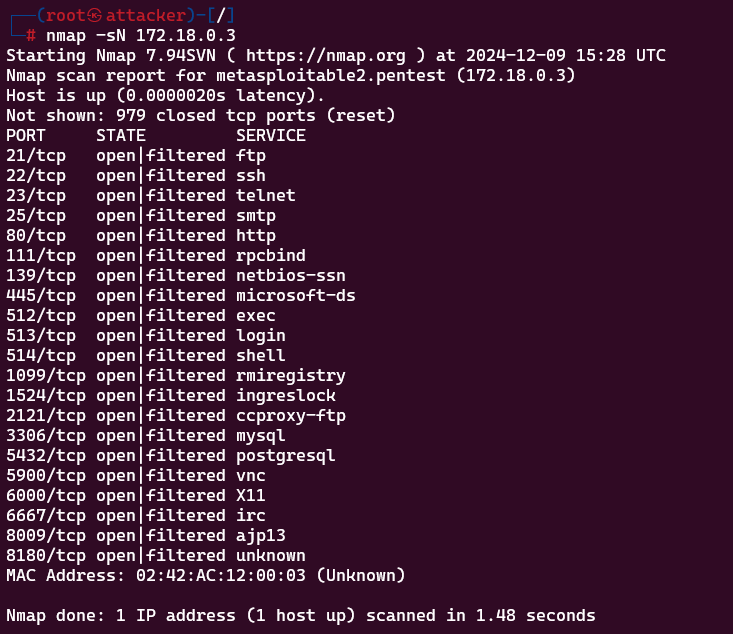 ┌──(root㉿attacker)-[/]
└─# nmap -sN 172.18.0.3
Starting Nmap 7.94SVN ( https://nmap.org ) at 2024-12-09 15:28 UTC
Nmap scan report for metasploitable2.pentest (172.18.0.3)
Host is up (0.0000020s latency).
Not shown: 979 closed tcp ports (reset)
PORT     STATE         SERVICE
21/tcp   open|filtered ftp
22/tcp   open|filtered ssh
23/tcp   open|filtered telnet
25/tcp   open|filtered smtp
80/tcp   open|filtered http
111/tcp  open|filtered rpcbind
139/tcp  open|filtered netbios-ssn
445/tcp  open|filtered microsoft-ds
512/tcp  open|filtered exec
513/tcp  open|filtered login
514/tcp  open|filtered shell
1099/tcp open|filtered rmiregistry
1524/tcp open|filtered ingreslock
2121/tcp open|filtered ccproxy-ftp
3306/tcp open|filtered mysql
5432/tcp open|filtered postgresql
5900/tcp open|filtered vnc
6000/tcp open|filtered X11
6667/tcp open|filtered irc
8009/tcp open|filtered ajp13
8180/tcp open|filtered unknown
MAC Address: 02:42:AC:12:00:03 (Unknown)

Nmap done: 1 IP address (1 host up) scanned in 1.48 seconds